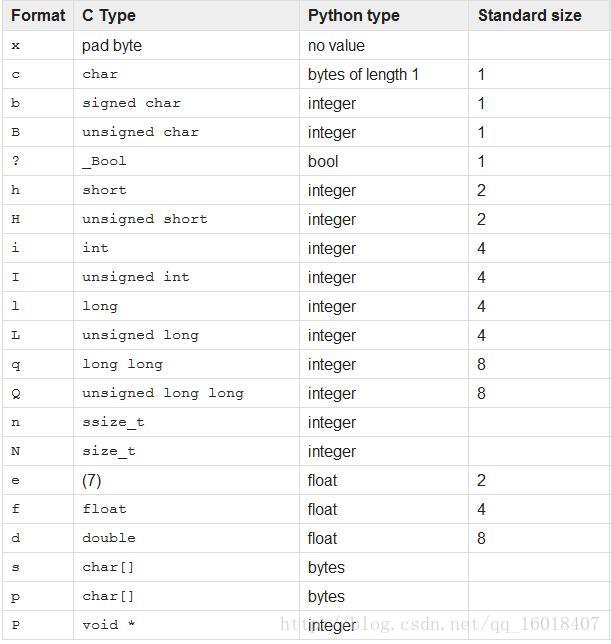 Format C Type Python type Standard size
x pad byte no value
c char bytes of length 1 1
b signed char integer 1
B unsigned char integer 1
? _Bool bool 1
h short integer 2
H unsigned short integer 2
i int integer 4
I unsigned int integer 4
l long integer 4
L unsigned long integer 4
q long long integer 8
Q unsigned long long integer 8
n ssize_t integer
N size_t integer
e (7) float 2
f float float 4
d double float 8
s char[] bytes
p char[] bytes
P void * integer
http://blog.csdn.net/qq_16018407